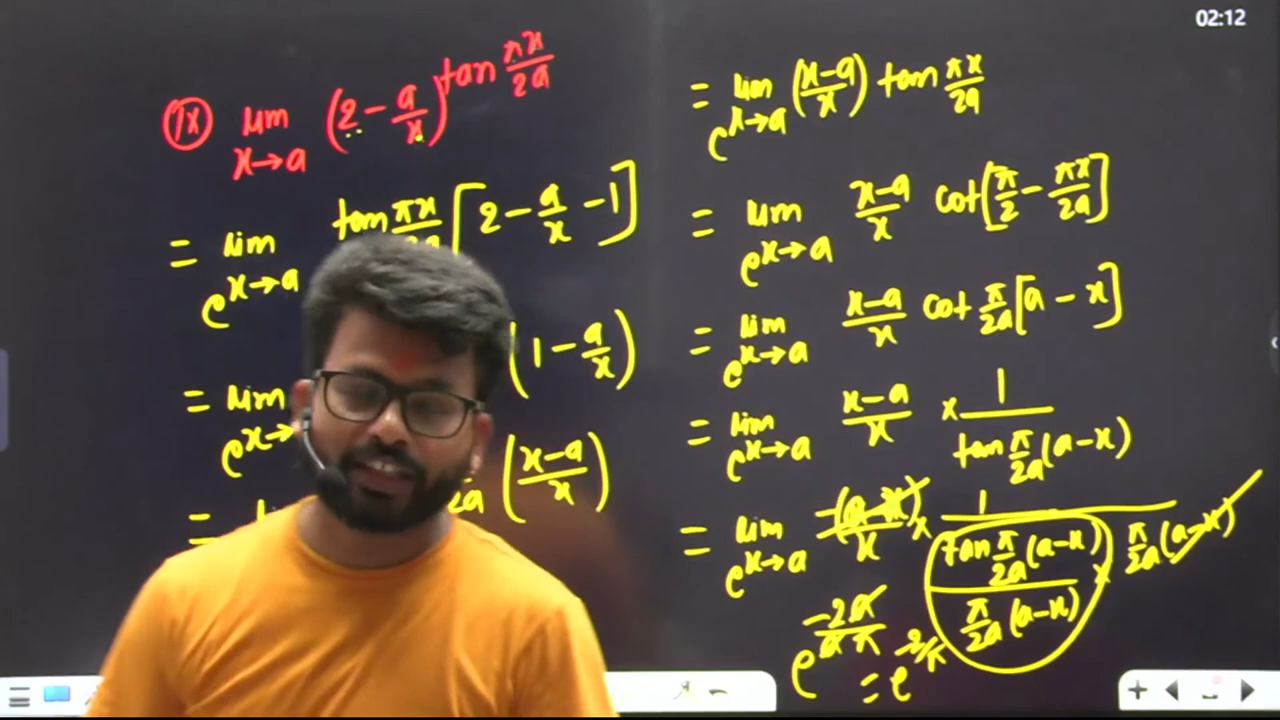 02:12
(ix) lim x→a (2 - a/x)^tan πx/2a
= e^lim x→a tan πx/2a [2 - a/x - 1]
= e^lim x→ (1 - a/x)
= 2a ((x-a)/x)
= e^lim x→a ((x-a)/x) tan πx/2a
= e^lim x→a (x-a)/x cot[π/2 - πx/2a]
= e^lim x→a (x-a)/x cot π/2a [a - x]
= e^lim x→a (x-a)/x × 1/(tan π/2a (a-x))
= e^lim x→a -(a-x)/x × 1/((tan π/2a (a-x))/(π/2a (a-x)) × π/2a (a-x))
e^(-2a/aπ)
= e^-2/π